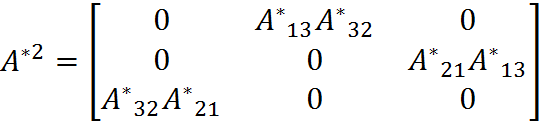 A*² = [ 0 A*₁₃A*₃₂ 0
0 0 A*₂₁A*₁₃
A*₃₂A*₂₁ 0 0 ]